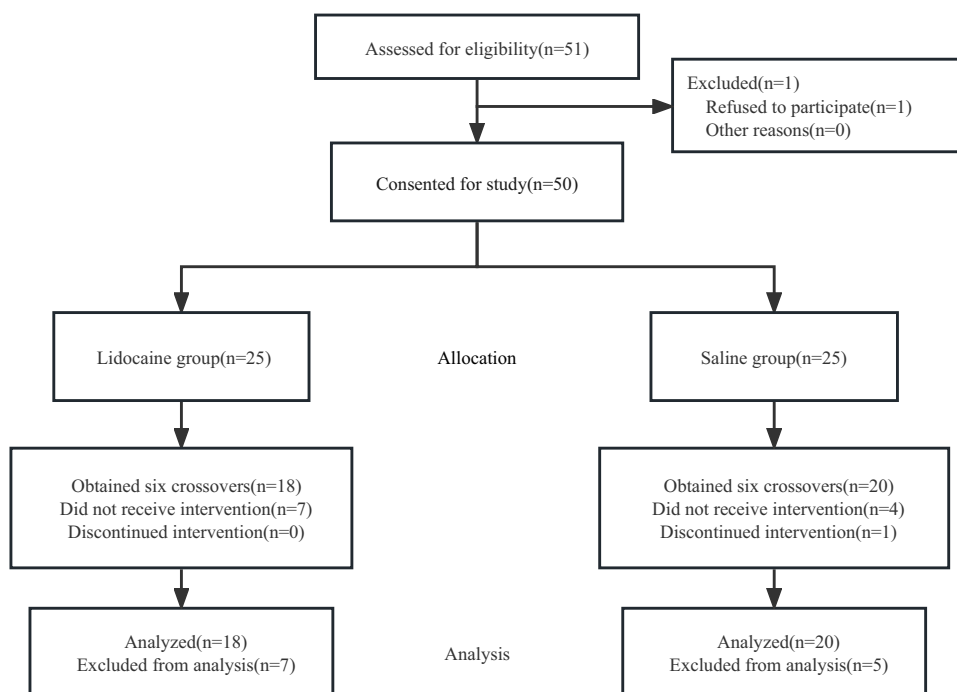 Assessed for eligibility(n=51)
Excluded(n=1)
Refused to participate(n=1)
Other reasons(n=0)
Consented for study(n=50)
Lidocaine group(n=25)
Allocation
Saline group(n=25)
Obtained six crossovers(n=18)
Did not receive intervention(n=7)
Discontinued intervention(n=0)
Obtained six crossovers(n=20)
Did not receive intervention(n=4)
Discontinued intervention(n=1)
Analyzed(n=18)
Excluded from analysis(n=7)
Analysis
Analyzed(n=20)
Excluded from analysis(n=5)